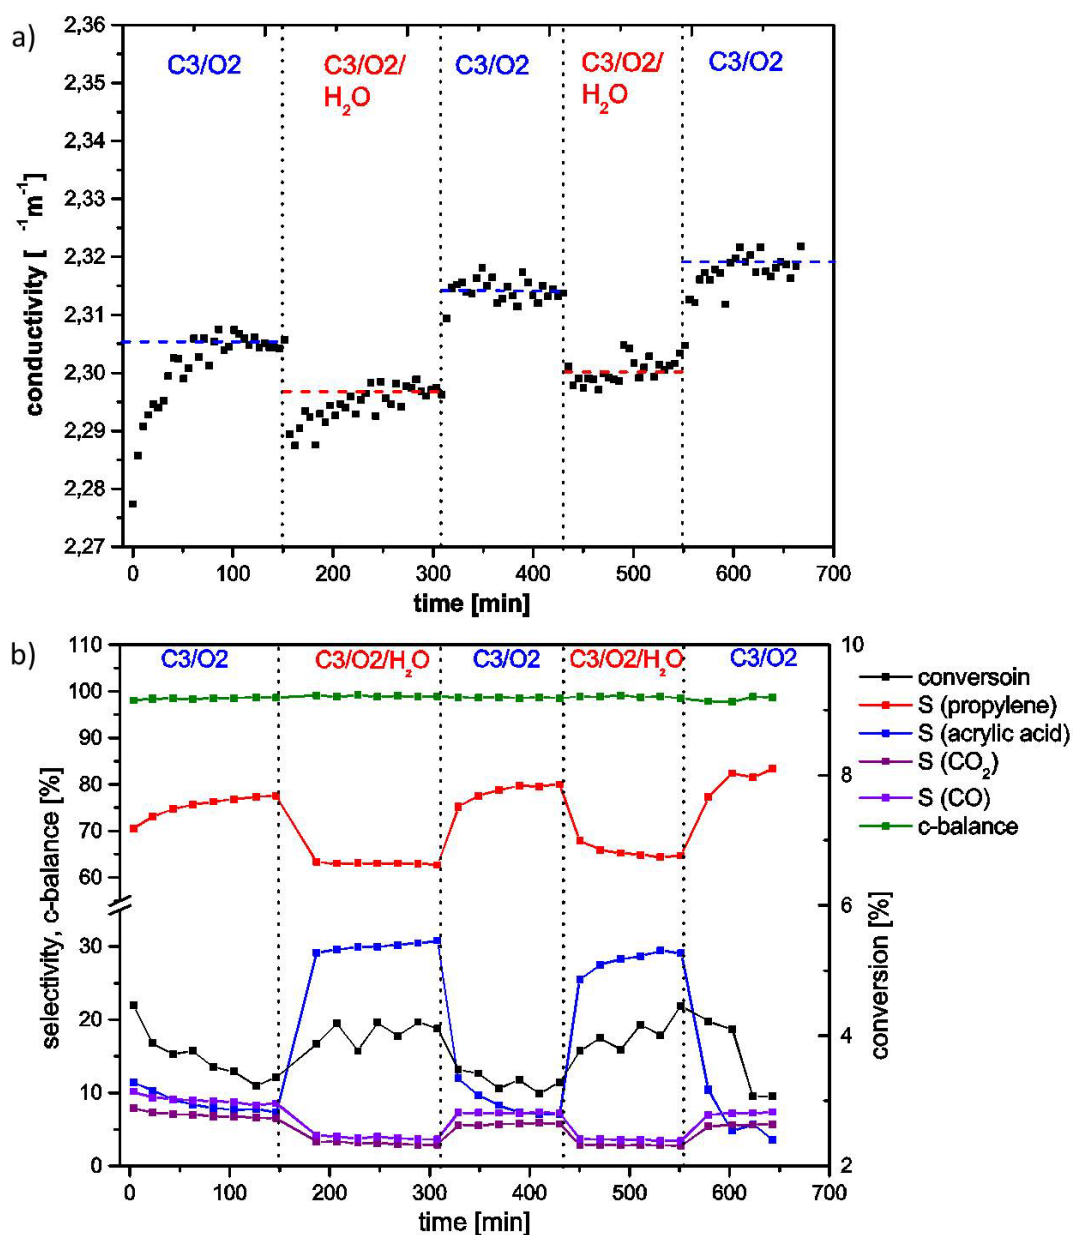 a)
2,36
2,35
2,34
2,33
2,32
2,31
2,30
2,29
2,28
2,27
conductivity [ ⁻¹m⁻¹]
C3/O2
C3/O2/
H₂O
C3/O2
C3/O2/
H₂O
C3/O2
0 100 200 300 400 500 600 700
time [min]
b)
110
100
90
80
70
60
30
20
10
0
selectivity, c-balance [%]
C3/O2
C3/O2/H₂O
C3/O2
C3/O2/H₂O
C3/O2
10
8
6
4
2
conversion [%]
0 100 200 300 400 500 600 700
time [min]
conversoin
S (propylene)
S (acrylic acid)
S (CO₂)
S (CO)
c-balance